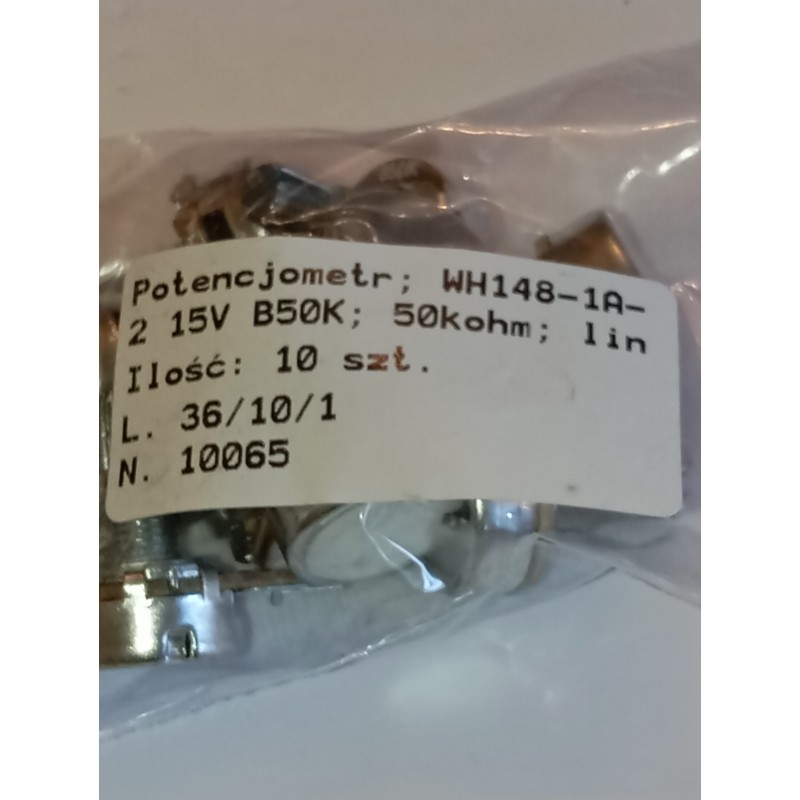 Potencjometr; WH148-1A-
2 15V B50K; 50kohm; lin
Ilość: 10 szt.
L. 36/10/1
N. 10065